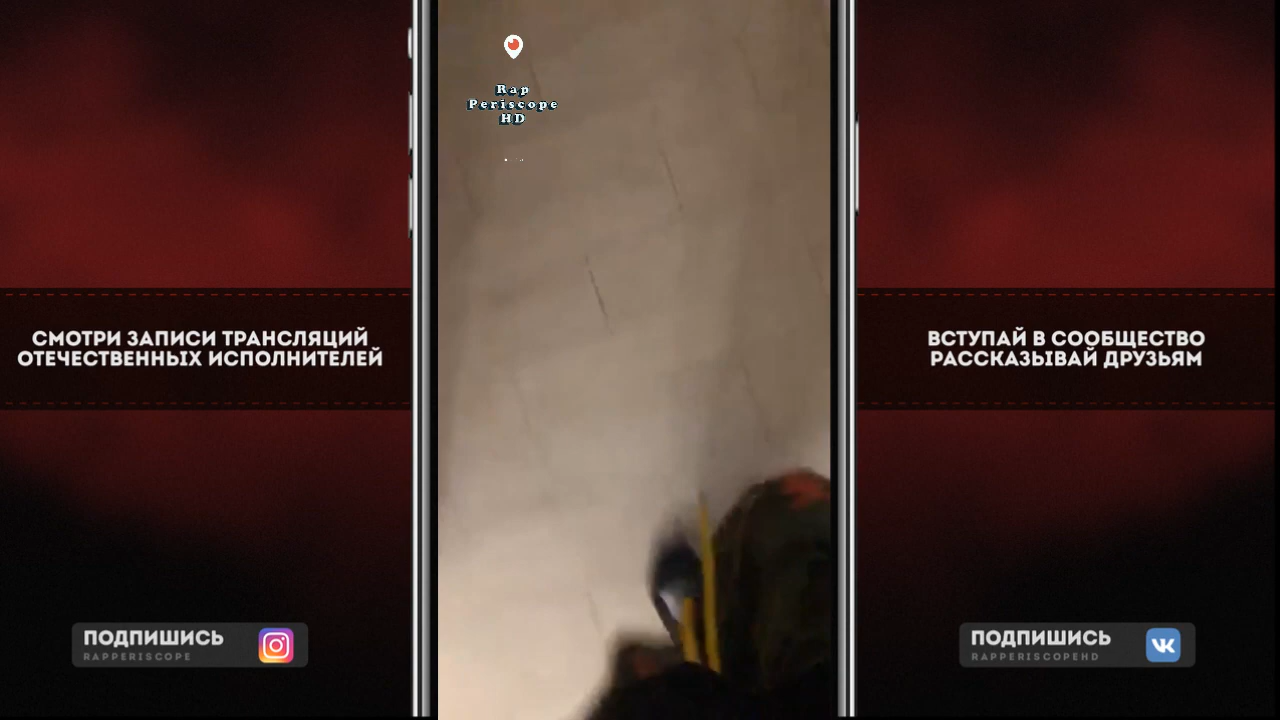 Rap
Periscope
HD
СМОТРИ ЗАПИСИ ТРАНСЛЯЦИЙ
ОТЕЧЕСТВЕННЫХ ИСПОЛНИТЕЛЕЙ
ВСТУПАЙ В СООБЩЕСТВО
РАССКАЗЫВАЙ ДРУЗЬЯМ
ПОДПИШИСЬ
RAPPERISCOPE
ПОДПИШИСЬ
RAPPERISCOPEHD